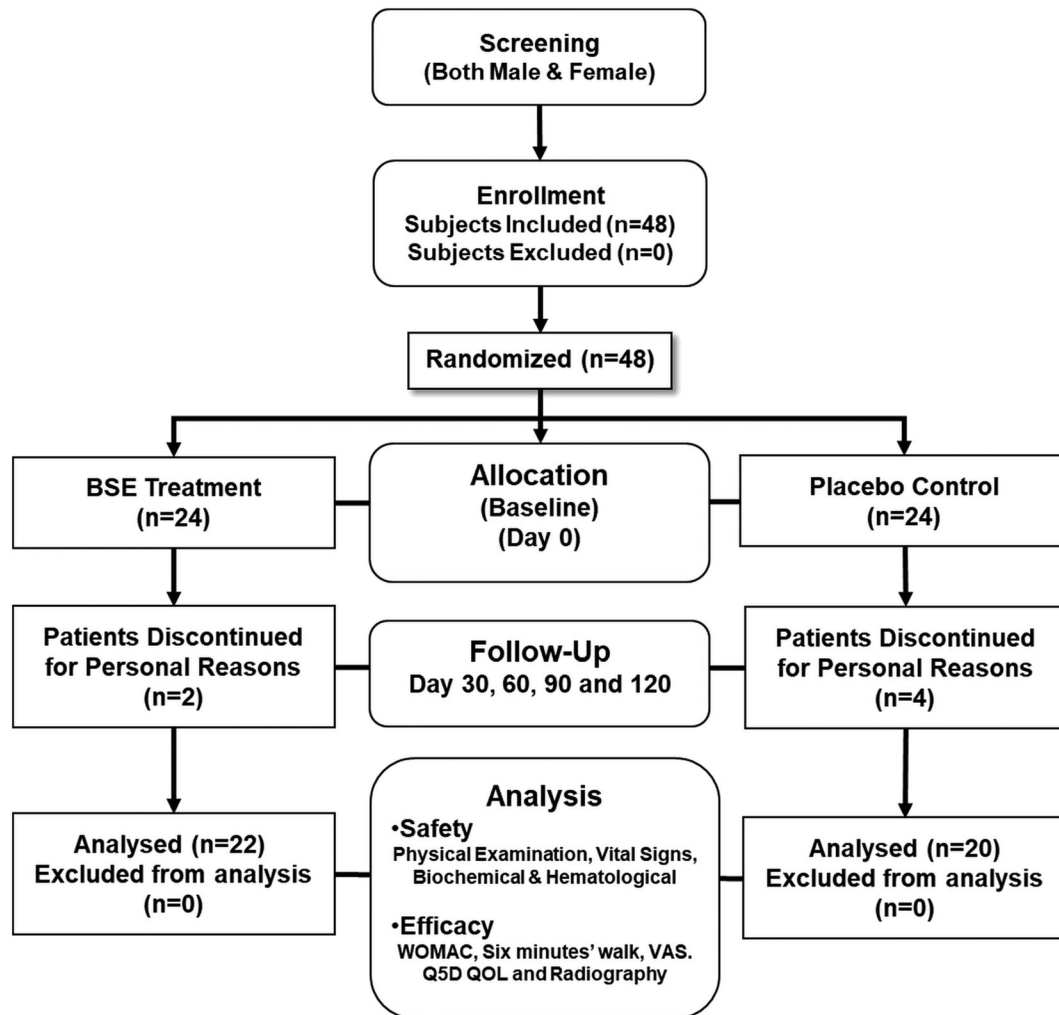 Screening
(Both Male & Female)
Enrollment
Subjects Included (n=48)
Subjects Excluded (n=0)
Randomized (n=48)
BSE Treatment
(n=24)
Allocation
(Baseline)
(Day 0)
Placebo Control
(n=24)
Patients Discontinued
for Personal Reasons
(n=2)
Follow-Up
Day 30, 60, 90 and 120
Patients Discontinued
for Personal Reasons
(n=4)
Analysed (n=22)
Excluded from analysis
(n=0)
Analysis
•Safety
Physical Examination, Vital Signs,
Biochemical & Hematological
•Efficacy
WOMAC, Six minutes’ walk, VAS.
Q5D QOL and Radiography
Analysed (n=20)
Excluded from analysis
(n=0)